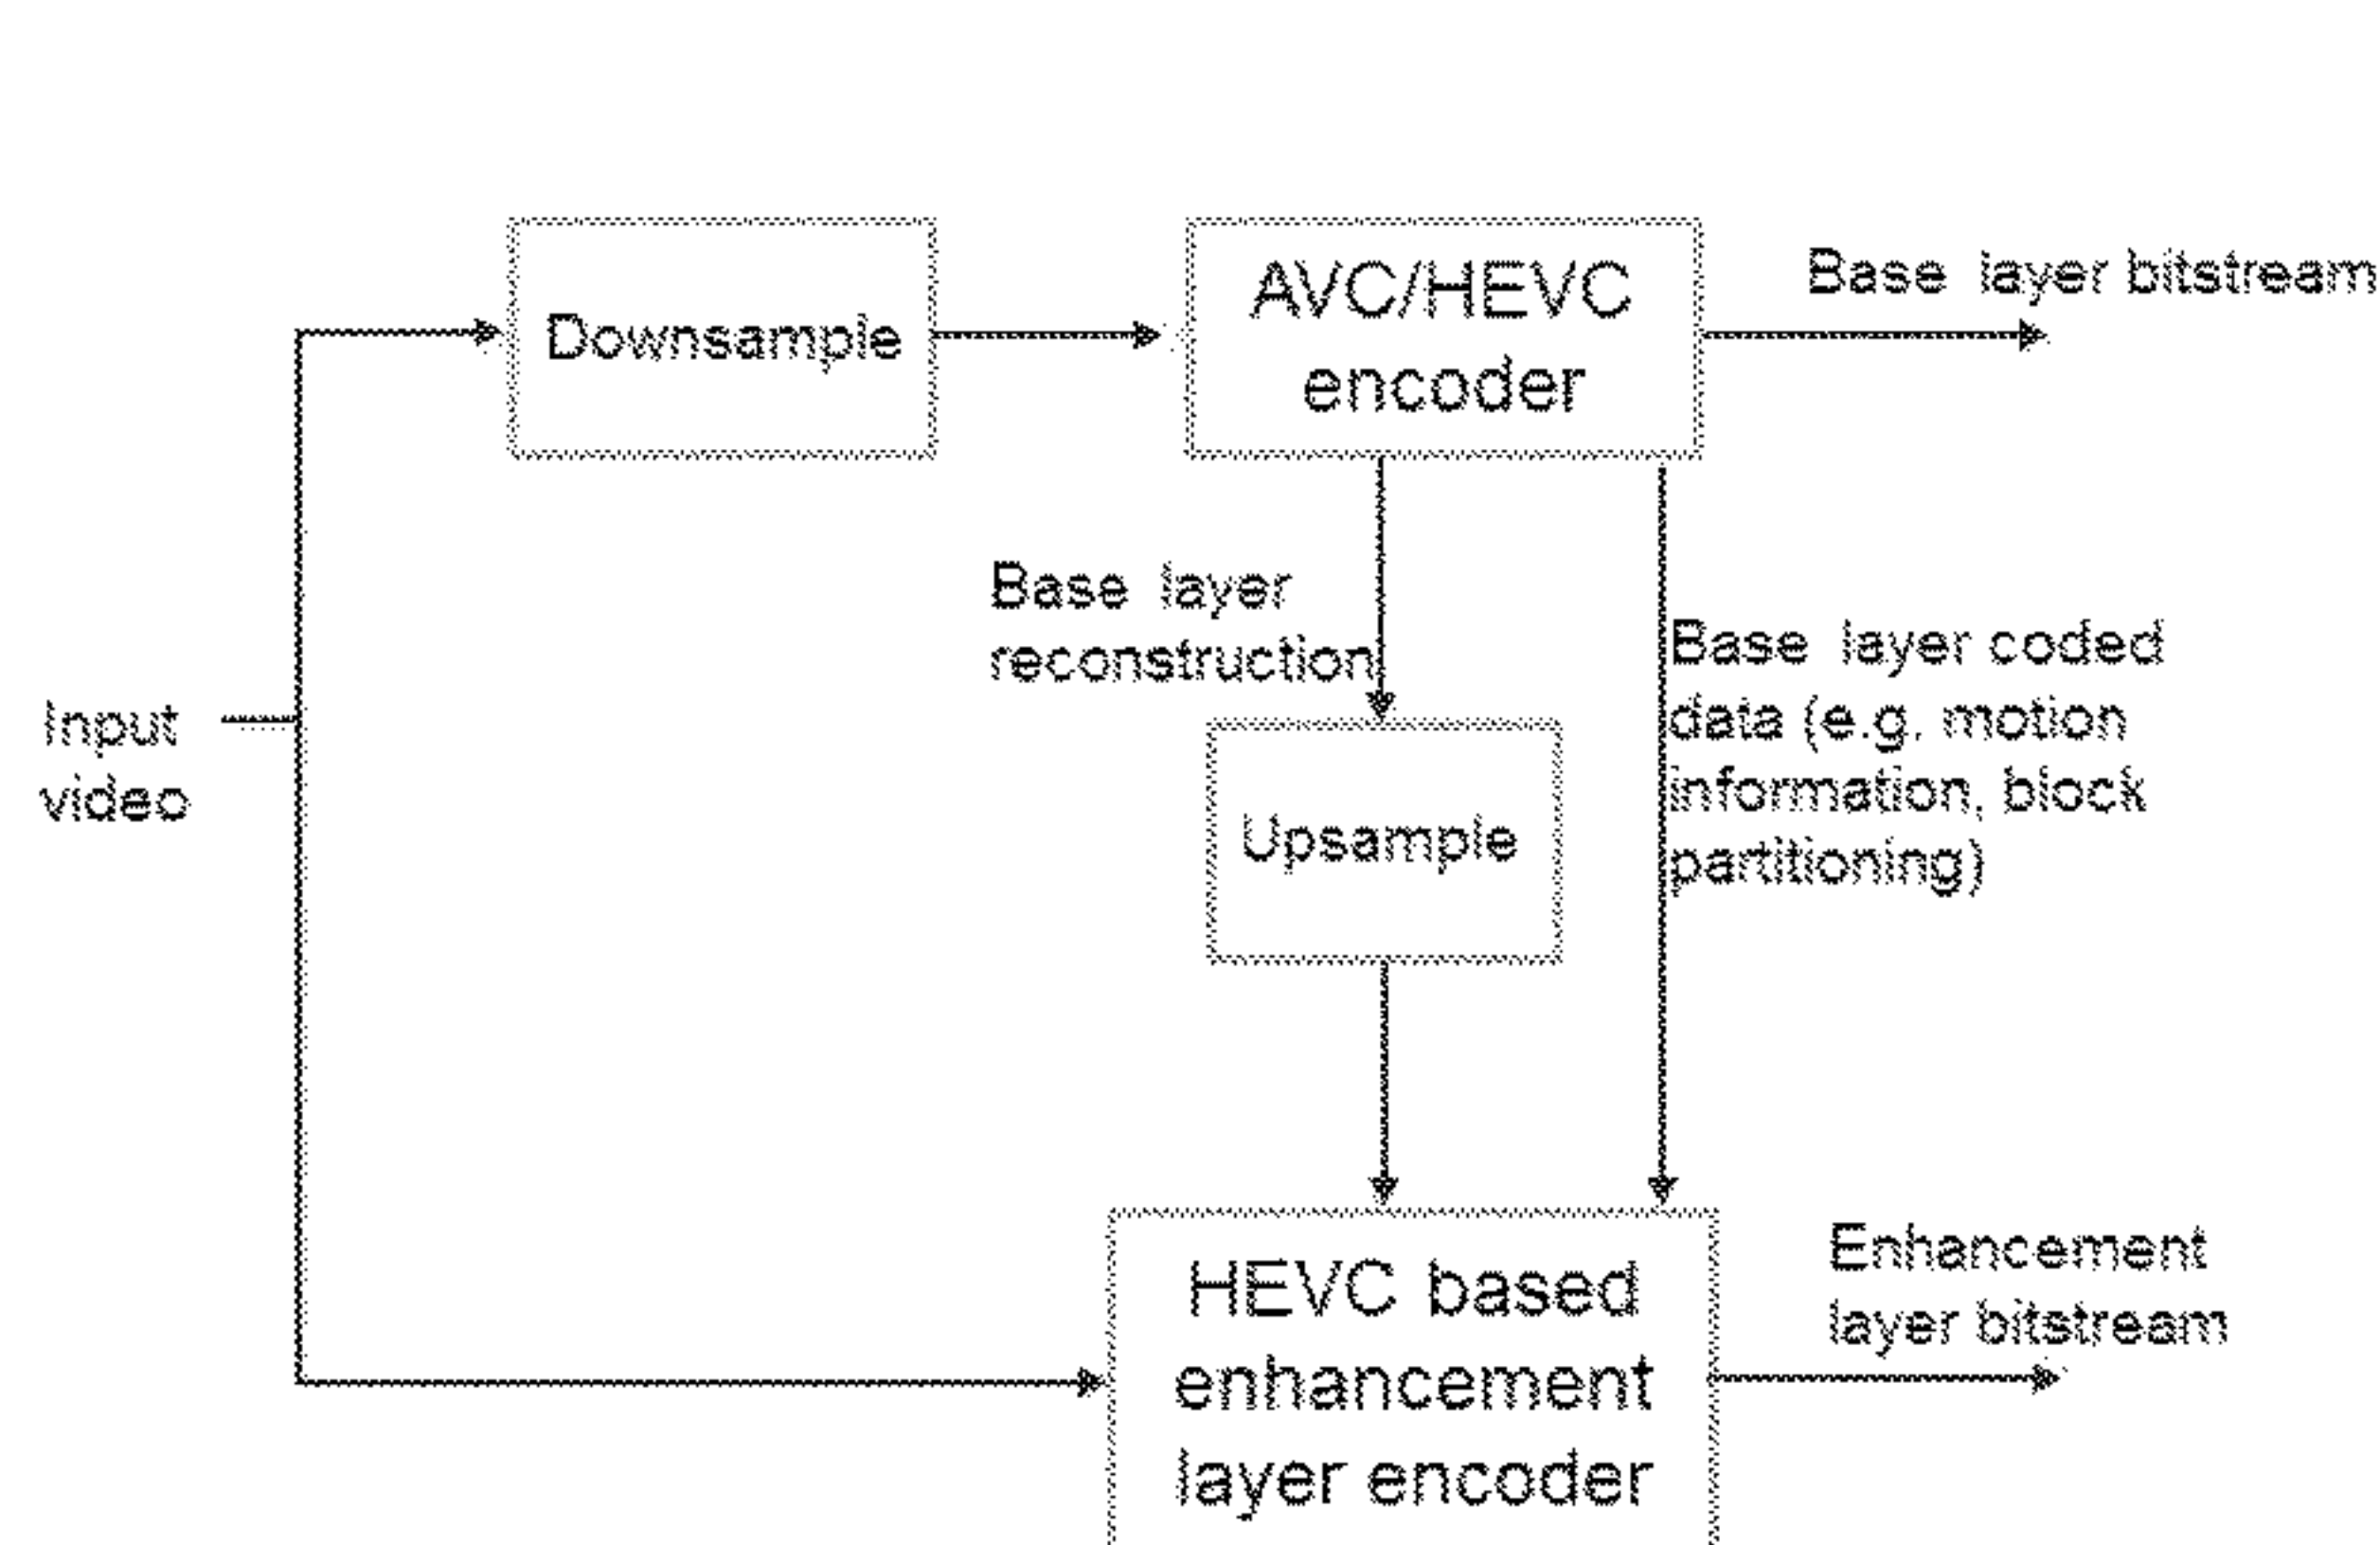 Downsample
AVC/HEVC
encoder
Base layer bitstream
Base layer
reconstruction
Base layer coded
data (e.g. motion
information, block
partitioning)
Input
video
Upsample
HEVC based
enhancement
layer encoder
Enhancement
layer bitstream